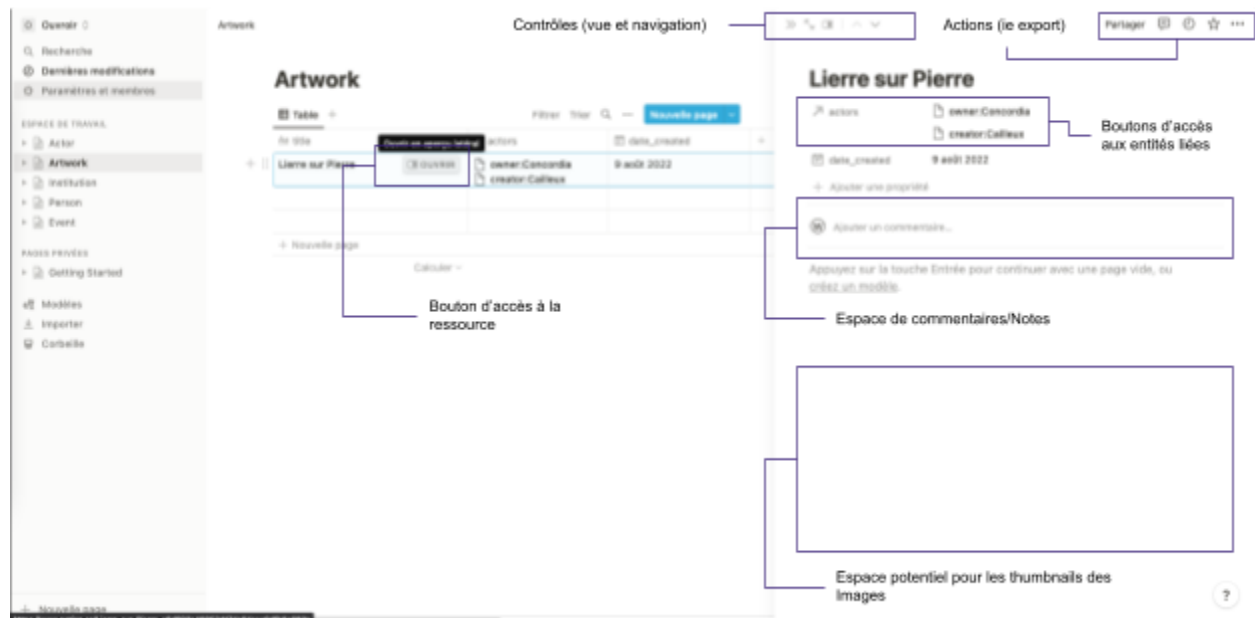 Ouvroir
Artwork
Contrôles (vue et navigation)
Actions (ie export)
Partager
Recherche
Dernières modifications
Paramètres et membres
Artwork
Lierre sur Pierre
Table
Filtrer Trier
Nouvelle page
actors
owner:Concordia
creator:Cailleux
Boutons d'accès
aux entités liées
ESPACE DE TRAVAIL
Actor
Artwork
Institution
Person
Event
title
actors
date_created
Lierre sur Pierre
OUVRIR
owner:Concordia
creator:Cailleux
9 août 2022
date_created
9 août 2022
Ajouter une propriété
Ajouter un commentaire...
Nouvelle page
Calculer
PAGES PRIVÉES
Getting Started
Appuyez sur la touche Entrée pour continuer avec une page vide, ou
créez un modèle.
Modèles
Importer
Corbeille
Bouton d'accès à la
ressource
Espace de commentaires/Notes
Espace potentiel pour les thumbnails des
Images
?
Nouvelle page